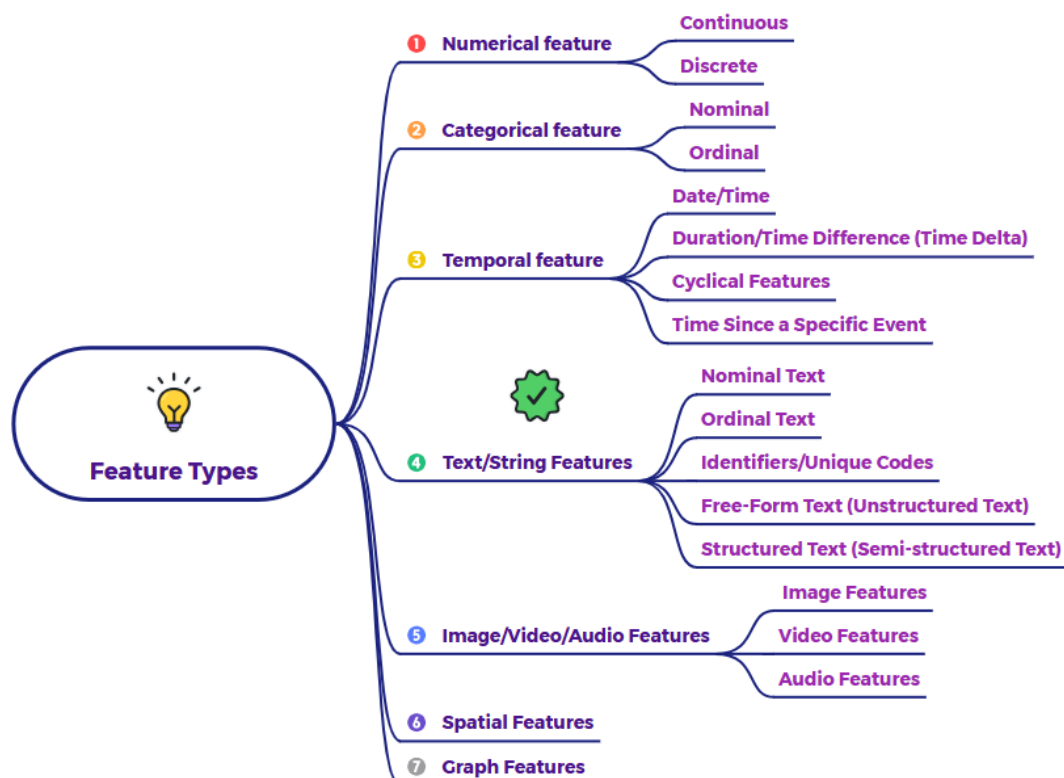 Feature Types
1 Numerical feature
Continuous
Discrete
2 Categorical feature
Nominal
Ordinal
3 Temporal feature
Date/Time
Duration/Time Difference (Time Delta)
Cyclical Features
Time Since a Specific Event
4 Text/String Features
Nominal Text
Ordinal Text
Identifiers/Unique Codes
Free-Form Text (Unstructured Text)
Structured Text (Semi-structured Text)
5 Image/Video/Audio Features
Image Features
Video Features
Audio Features
6 Spatial Features
7 Graph Features